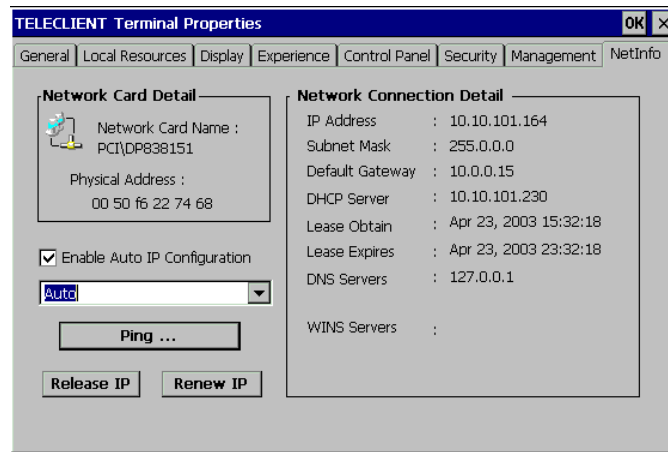 TELECLIENT Terminal Properties OK ×
General Local Resources Display Experience Control Panel Security Management NetInfo
Network Card Detail
Network Card Name :
PCI\DP838151
Physical Address :
00 50 f6 22 74 68
Enable Auto IP Configuration
Auto
Ping ...
Release IP Renew IP
Network Connection Detail
IP Address : 10.10.101.164
Subnet Mask : 255.0.0.0
Default Gateway : 10.0.0.15
DHCP Server : 10.10.101.230
Lease Obtain : Apr 23, 2003 15:32:18
Lease Expires : Apr 23, 2003 23:32:18
DNS Servers : 127.0.0.1
WINS Servers :